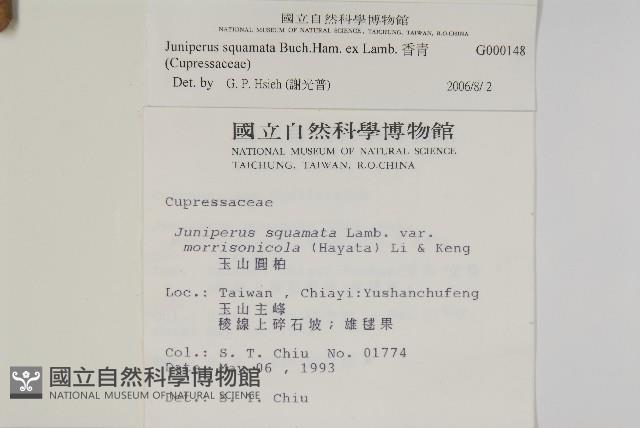 國立自然科學博物館
NATIONAL MUSEUM OF NATURAL SCIENCE, TAICHUNG, TAIWAN, R.O.CHINA
Juniperus squamata Buch.Ham. ex Lamb. 香青 G000148
(Cupressaceae)
Det. by G. P. Hsieh (謝光普) 2006/8/ 2
國立自然科學博物館
NATIONAL MUSEUM OF NATURAL SCIENCE
TAICHUNG, TAIWAN, R.O.CHINA
Cupressaceae
Juniperus squamata Lamb. var.
morrisonicola (Hayata) Li & Keng
玉山圓柏
Loc.: Taiwan , Chiayi:Yushanchufeng
玉山主峰
稜線上碎石坡；雄毬果
Col.: S. T. Chiu No. 01774
Date: May 06 , 1993
國立自然科學博物館
NATIONAL MUSEUM OF NATURAL SCIENCE
Det.: S. T. Chiu